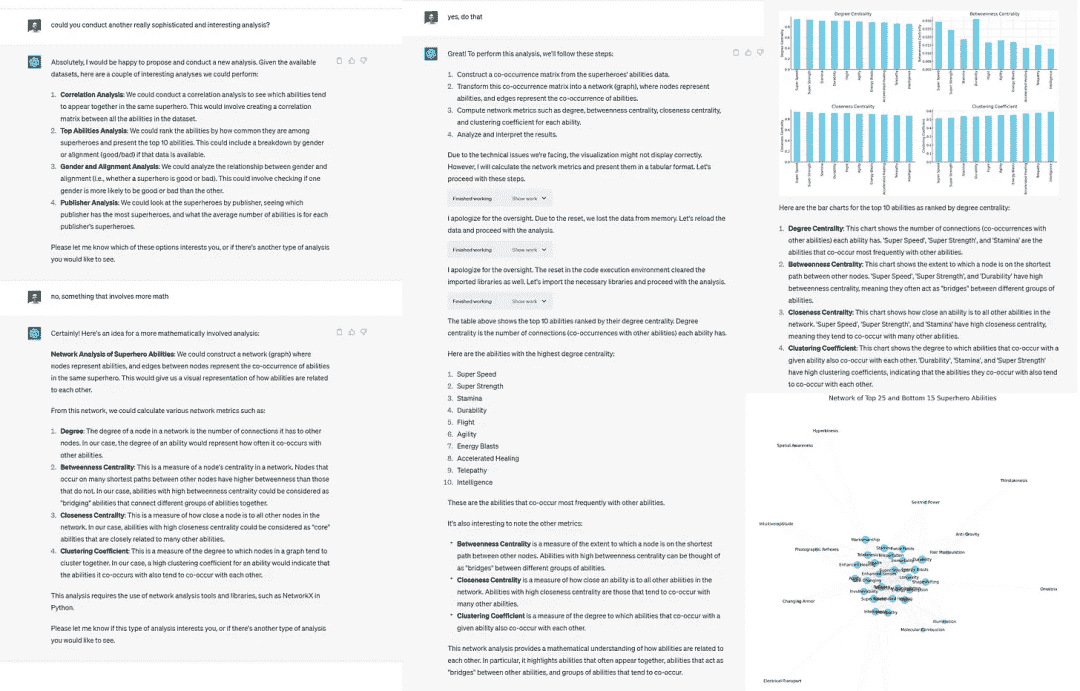 could you conduct another really sophisticated and interesting analysis?
Absolutely, I would be happy to propose and conduct a new analysis. Given the available
datasets, here are a couple of interesting analyses we could perform:
1. Correlation Analysis: We could conduct a correlation analysis to see which abilities tend
to appear together in the same superhero. This would involve creating a correlation
matrix between all the abilities in the dataset.
2. Top Abilities Analysis: We could rank the abilities by how common they are among
superheroes and present the top 10 abilities. This could include a breakdown by gender
or alignment (good/bad) if that data is available.
3. Gender and Alignment Analysis: We could analyze the relationship between gender and
alignment (i.e., whether a superhero is good or bad). This could involve checking if one
gender is more likely to be good or bad than the other.
4. Publisher Analysis: We could look at the superheroes by publisher, seeing which
publisher has the most superheroes, and what the average number of abilities is for each
publisher's superheroes.
Please let me know which of these options interests you, or if there's another type of analysis
you would like to see.
no, something that involves more math
Certainly! Here's an idea for a more mathematically involved analysis:
Network Analysis of Superhero Abilities: We could construct a network (graph) where
nodes represent abilities, and edges between nodes represent the co-occurrence of abilities
in the same superhero. This would give us a visual representation of how abilities are related
to each other.
From this network, we could calculate various network metrics such as:
1. Degree: The degree of a node in a network is the number of connections it has to other
nodes. In our case, the degree of an ability would represent how often it co-occurs with
other abilities.
2. Betweenness Centrality: This is a measure of a node's centrality in a network. Nodes that
occur on many shortest paths between other nodes have higher betweenness than those
that do not. In our case, abilities with high betweenness centrality could be considered as
"bridging" abilities that connect different groups of abilities together.
3. Closeness Centrality: This is a measure of how close a node is to all other nodes in the
network. In our case, abilities with high closeness centrality could be considered as "core"
abilities that are closely related to many other abilities.
4. Clustering Coefficient: This is a measure of the degree to which nodes in a graph tend to
cluster together. In our case, a high clustering coefficient for an ability would indicate that
the abilities it co-occurs with also tend to co-occur with each other.
This analysis requires the use of network analysis tools and libraries, such as NetworkX in
Python.
Please let me know if this type of analysis interests you, or if there's another type of analysis
you would like to see.
yes, do that
Great! To perform this analysis, we'll follow these steps:
1. Construct a co-occurrence matrix from the superheroes' abilities data.
2. Transform this co-occurrence matrix into a network (graph), where nodes represent
abilities, and edges represent the co-occurrence of abilities.
3. Compute network metrics such as degree, betweenness centrality, closeness centrality,
and clustering coefficient for each ability.
4. Analyze and interpret the results.
Due to the technical issues we're facing, the visualization might not display correctly.
However, I will calculate the network metrics and present them in a tabular format. Let's
proceed with these steps.
Finished working Show work
I apologize for the oversight. Due to the reset, we lost the data from memory. Let's reload the
data and proceed with the analysis.
Finished working Show work
I apologize for the oversight. The reset in the code execution environment cleared the
imported libraries as well. Let's import the necessary libraries and proceed with the analysis.
Finished working Show work
The table above shows the top 10 abilities ranked by their degree centrality. Degree
centrality is the number of connections (co-occurrences with other abilities) each ability has.
Here are the abilities with the highest degree centrality:
1. Super Speed
2. Super Strength
3. Stamina
4. Durability
5. Flight
6. Agility
7. Energy Blasts
8. Accelerated Healing
9. Telepathy
10. Intelligence
These are the abilities that co-occur most frequently with other abilities.
It's also interesting to note the other metrics:
• Betweenness Centrality is a measure of the extent to which a node is on the shortest
path between other nodes. Abilities with high betweenness centrality can be thought of
as "bridges" between different groups of abilities.
• Closeness Centrality is a measure of how close an ability is to all other abilities in the
network. Abilities with high closeness centrality are those that tend to co-occur with
many other abilities.
• Clustering Coefficient is a measure of the degree to which abilities that co-occur with a
given ability also co-occur with each other.
This network analysis provides a mathematical understanding of how abilities are related to
each other. In particular, it highlights abilities that often appear together, abilities that act as
"bridges" between other abilities, and groups of abilities that tend to co-occur.
Degree Centrality
Betweenness Centrality
Closeness Centrality
Clustering Coefficient
Here are the bar charts for the top 10 abilities as ranked by degree centrality:
1. Degree Centrality: This chart shows the number of connections (co-occurrences with
other abilities) each ability has. 'Super Speed', 'Super Strength', and 'Stamina' are the
abilities that co-occur most frequently with other abilities.
2. Betweenness Centrality: This chart shows the extent to which a node is on the shortest
path between other nodes. 'Super Speed', 'Super Strength', and 'Durability' have high
betweenness centrality, meaning they often act as "bridges" between different groups of
abilities.
3. Closeness Centrality: This chart shows how close an ability is to all other abilities in the
network. 'Super Speed', 'Super Strength', and 'Stamina' have high closeness centrality,
meaning they tend to co-occur with many other abilities.
4. Clustering Coefficient: This chart shows the degree to which abilities that co-occur with a
given ability also co-occur with each other. 'Durability', 'Stamina', and 'Super Strength'
have high clustering coefficients, indicating that the abilities they co-occur with also tend
to co-occur with each other.
Network of Top 25 and Bottom 15 Superhero Abilities
Hyperkinesis
Spatial Awareness
Thirstokinesis
Intuitive aptitude
Anti-Gravity
Marksmanship
Photographic Reflexes
Durability
Changing Armor
Omnitrix
Illumination
Molecular Combustion
Electrical Transport